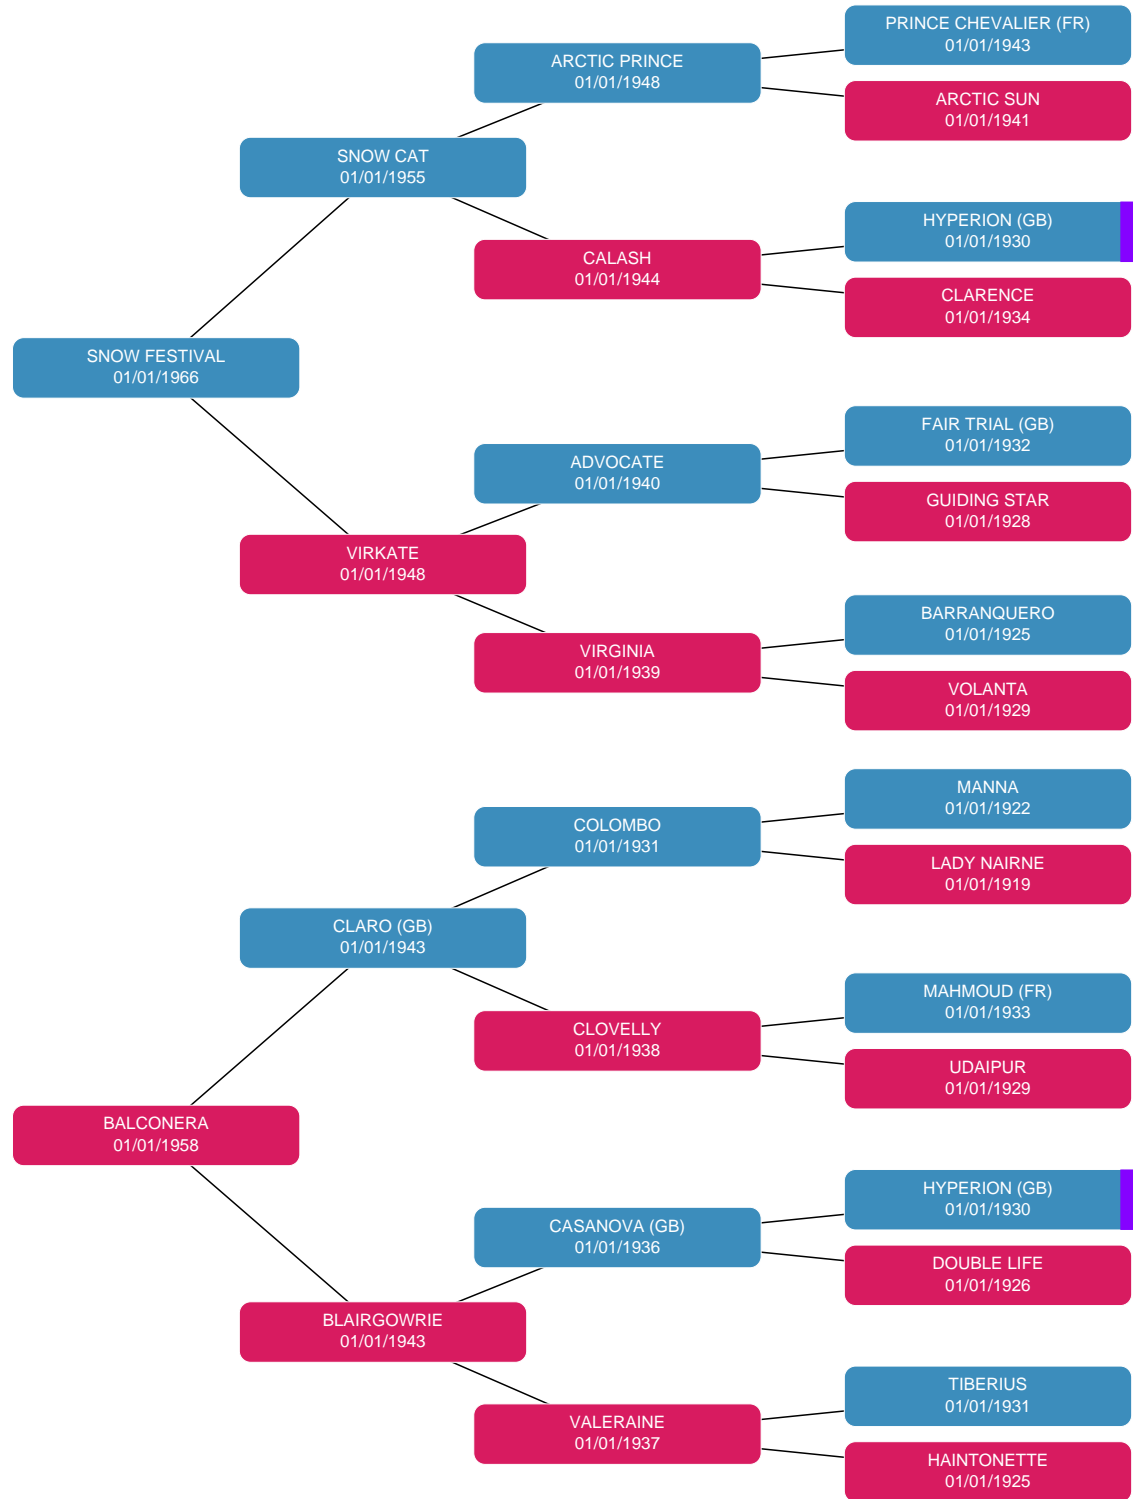 PRINCE CHEVALIER (FR)
01/01/1943
ARCTIC PRINCE
01/01/1948
ARCTIC SUN
01/01/1941
SNOW CAT
01/01/1955
HYPERION (GB)
01/01/1930
CALASH
01/01/1944
CLARENCE
01/01/1934
SNOW FESTIVAL
01/01/1966
FAIR TRIAL (GB)
01/01/1932
ADVOCATE
01/01/1940
GUIDING STAR
01/01/1928
VIRKATE
01/01/1948
BARRANQUERO
01/01/1925
VIRGINIA
01/01/1939
VOLANTA
01/01/1929
MANNA
01/01/1922
COLOMBO
01/01/1931
LADY NAIRNE
01/01/1919
CLARO (GB)
01/01/1943
MAHMOUD (FR)
01/01/1933
CLOVELLY
01/01/1938
UDAIPUR
01/01/1929
BALCONERA
01/01/1958
HYPERION (GB)
01/01/1930
CASANOVA (GB)
01/01/1936
DOUBLE LIFE
01/01/1926
BLAIRGOWRIE
01/01/1943
TIBERIUS
01/01/1931
VALERAINE
01/01/1937
HAINTONETTE
01/01/1925